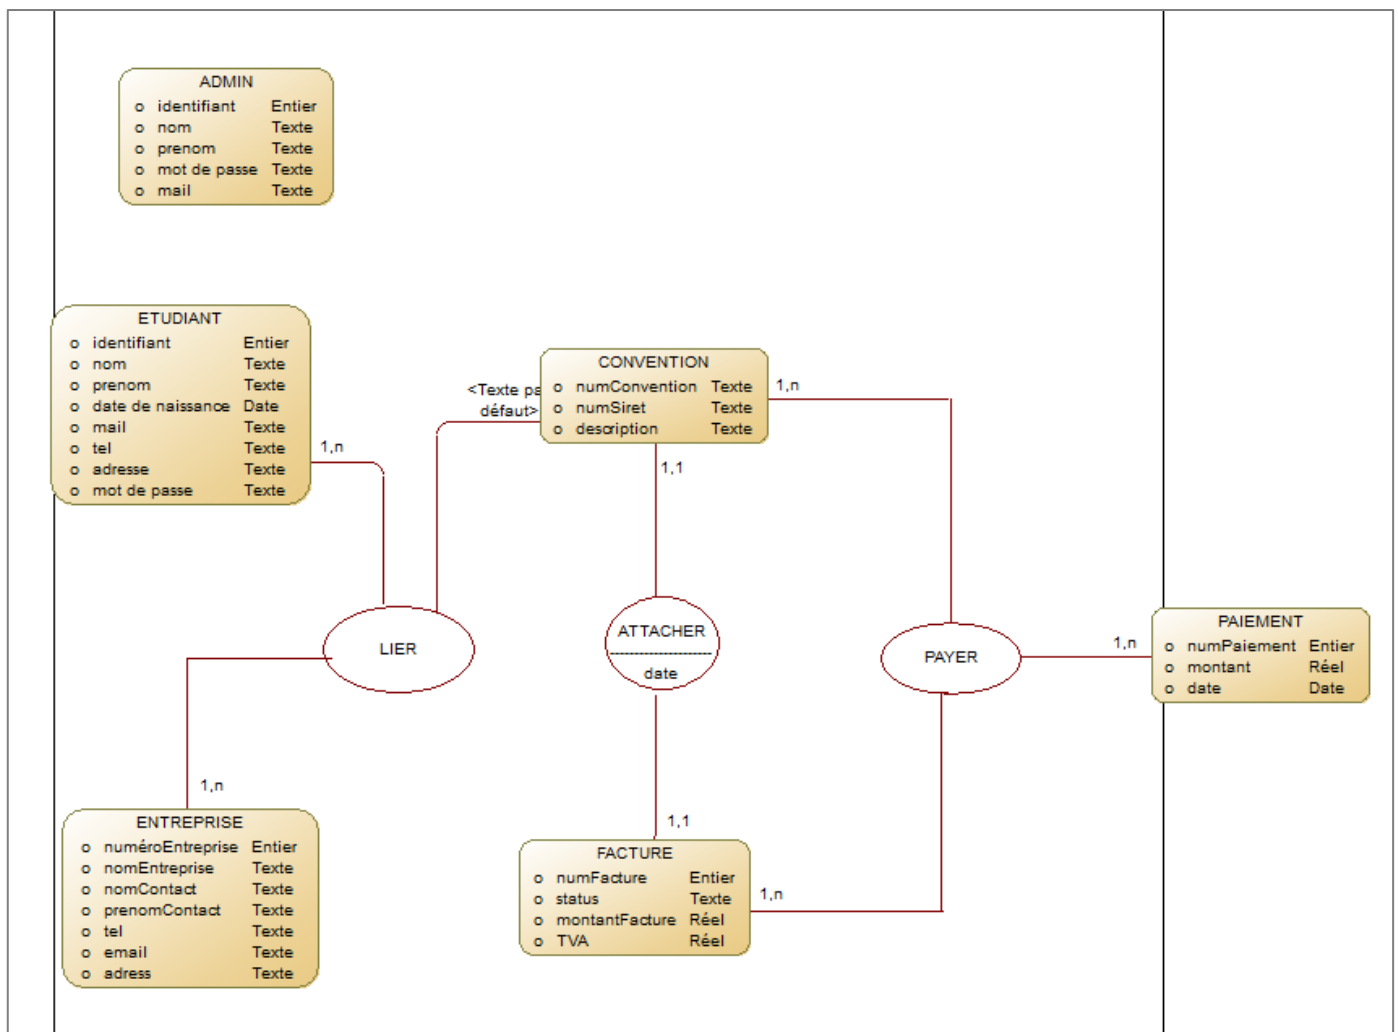 ADMIN
o identifiant Entier
o nom Texte
o prenom Texte
o mot de passe Texte
o mail Texte
ETUDIANT
o identifiant Entier
o nom Texte
o prenom Texte
o date de naissance Date
o mail Texte
o tel Texte
o adresse Texte
o mot de passe Texte
1,n
<Texte pa
défaut>
CONVENTION
o numConvention Texte
o numSiret Texte
o description Texte
1,n
1,1
LIER
ATTACHER
date
PAYER
1,n
PAIEMENT
o numPaiement Entier
o montant Réel
o date Date
1,n
ENTREPRISE
o numéroEntreprise Entier
o nomEntreprise Texte
o nomContact Texte
o prenomContact Texte
o tel Texte
o email Texte
o adress Texte
1,1
FACTURE
o numFacture Entier
o status Texte
o montantFacture Réel
o TVA Réel
1,n